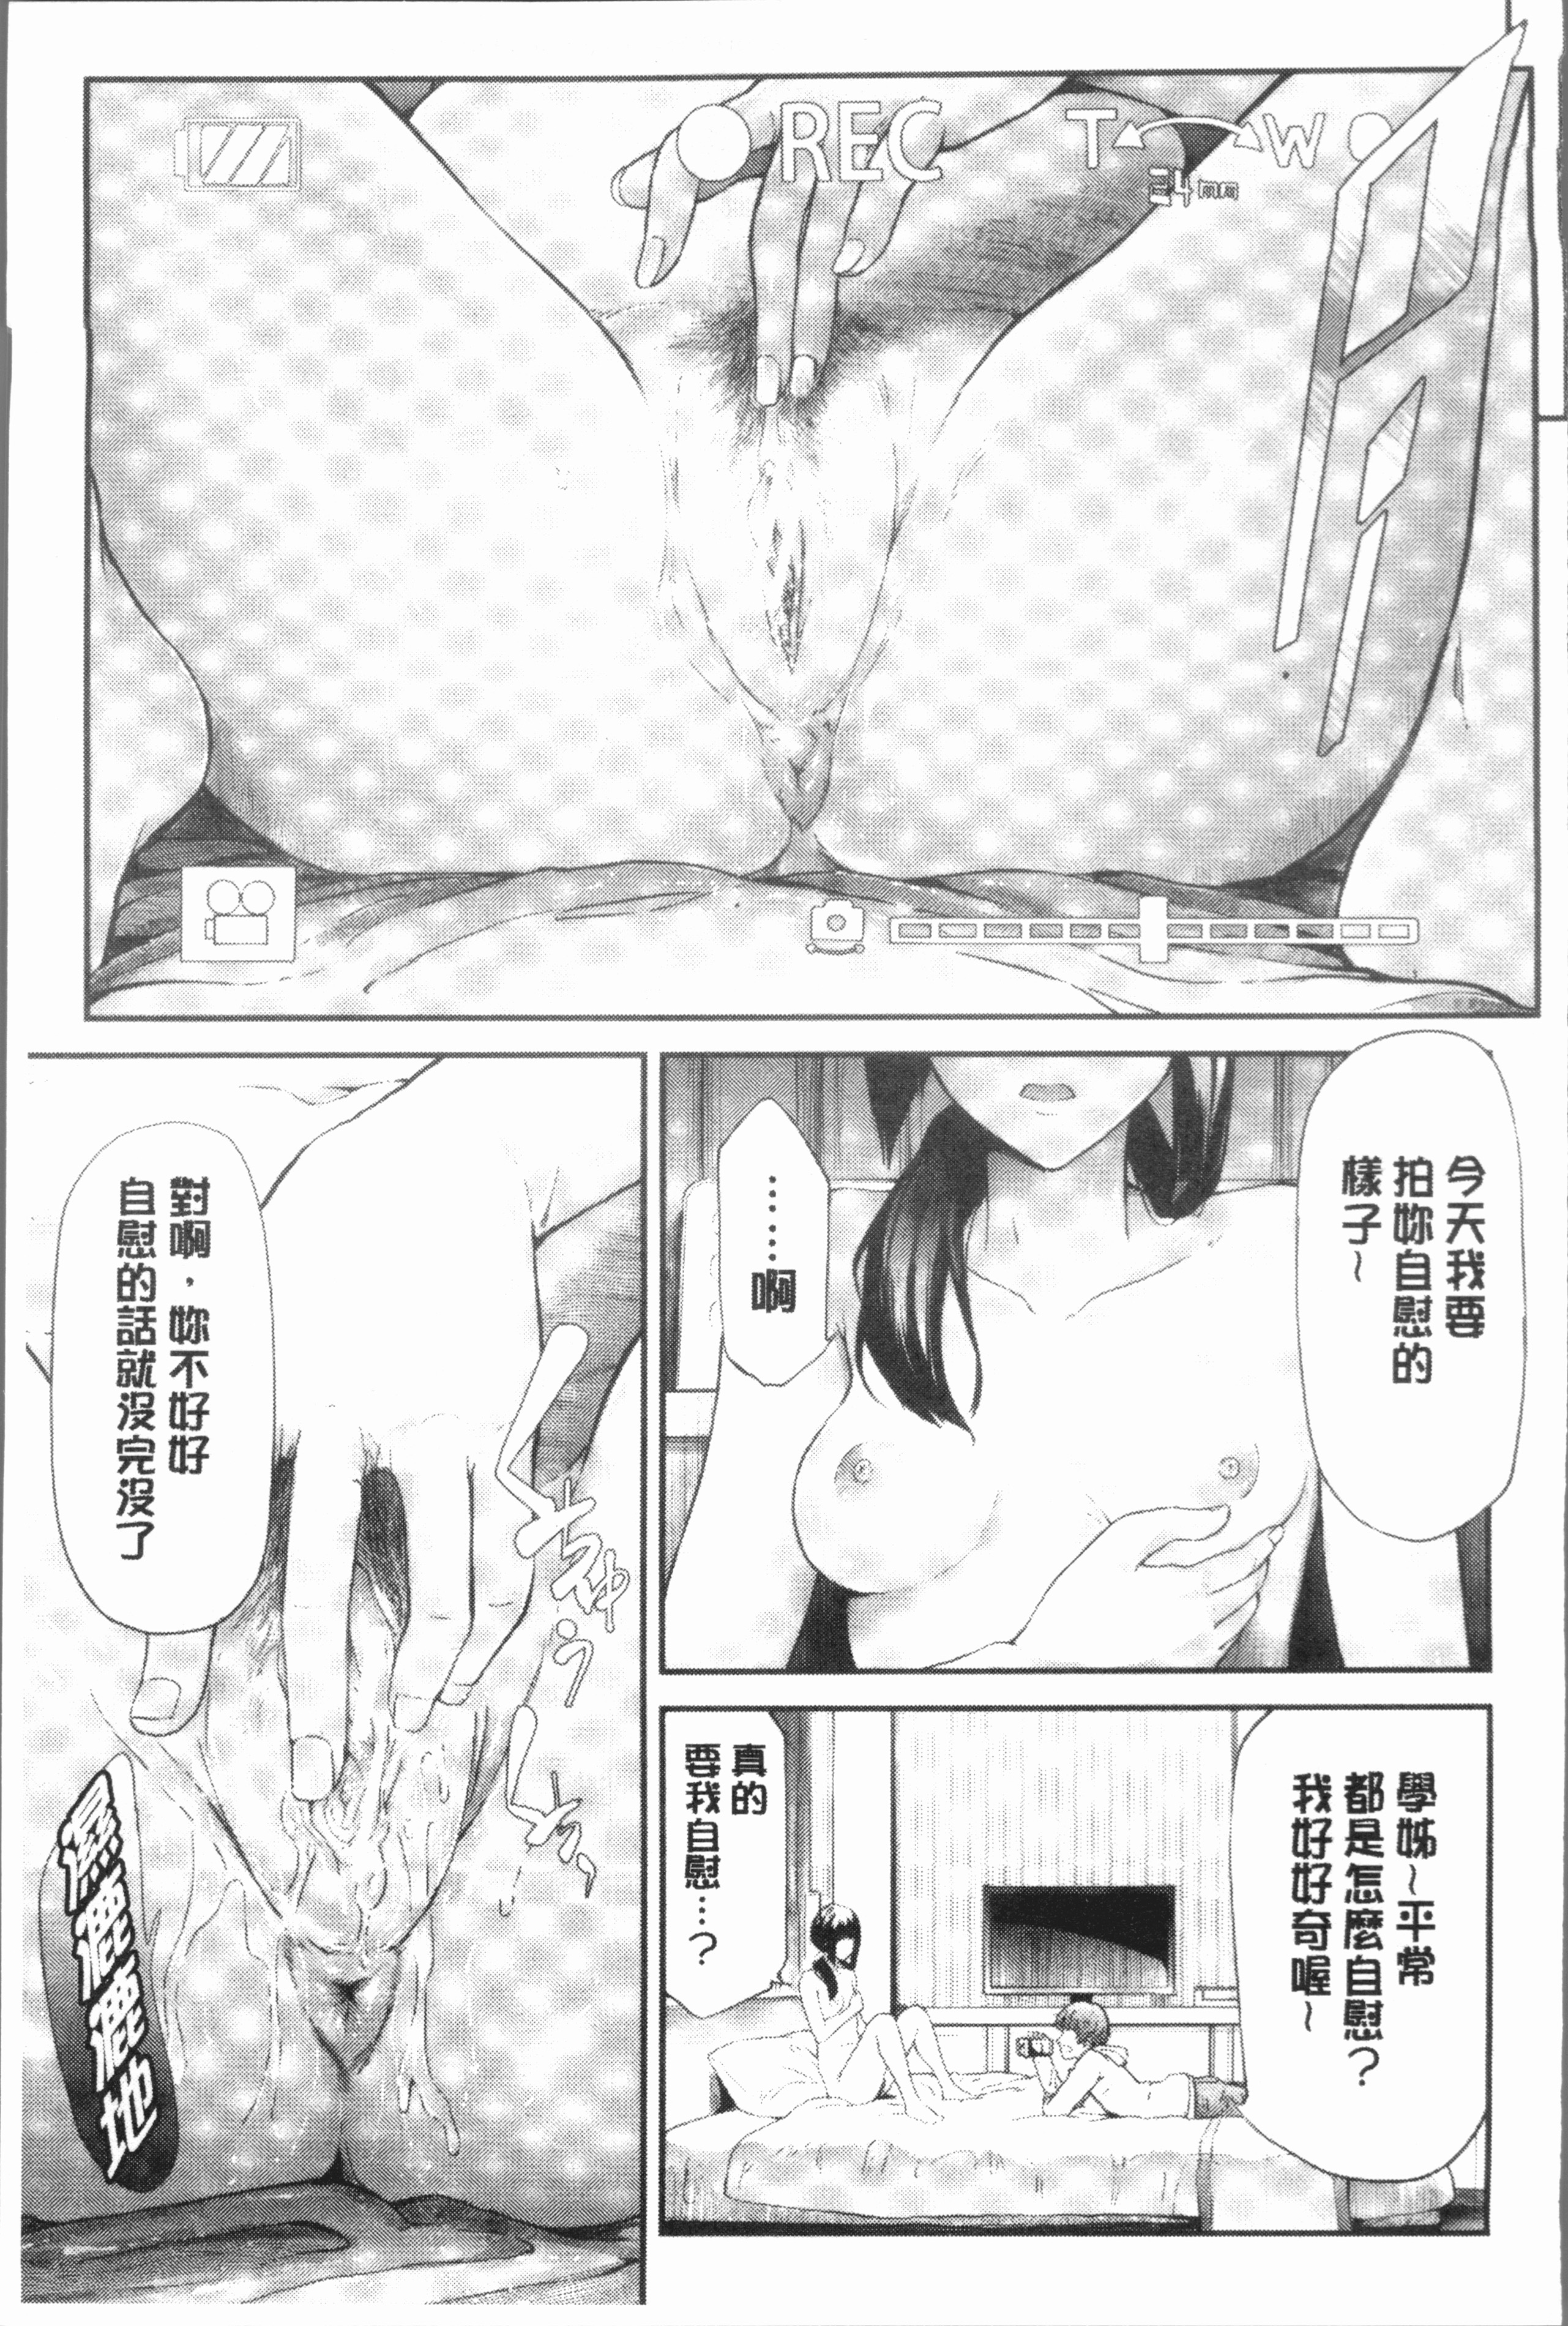 REC
T
W
今天我要
拍妳自慰的
樣子~
……啊
學姊~平常
都是怎麼自慰？
我好好奇喔~
真的
要我自慰…？
對啊，妳不好好
自慰的話就沒完沒了
濕漉漉地